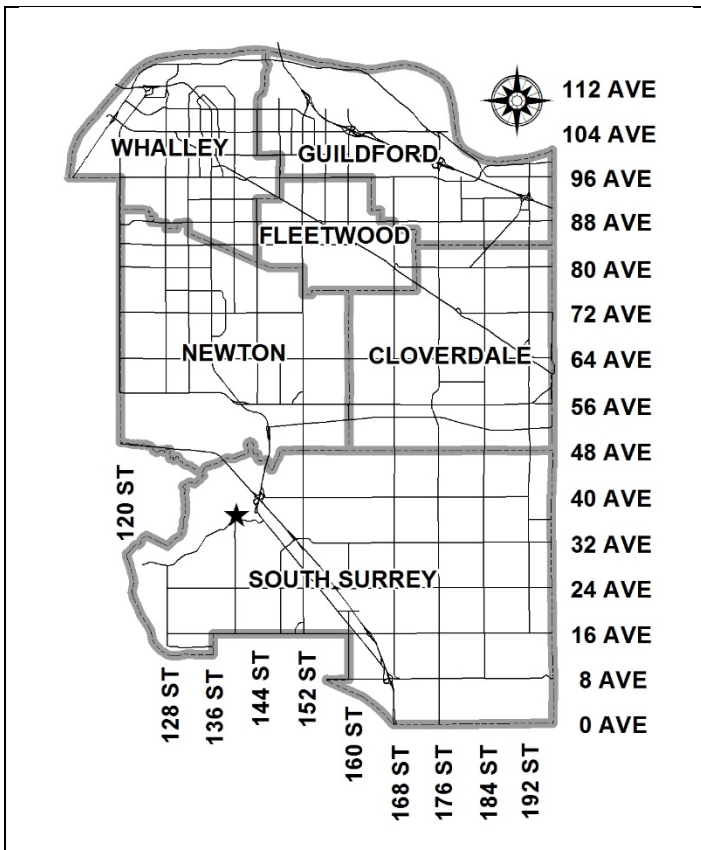 112 AVE
104 AVE
WHALLEY
GUILDFORD
96 AVE
88 AVE
FLEETWOOD
80 AVE
72 AVE
NEWTON
CLOVERDALE
64 AVE
56 AVE
48 AVE
120 ST
40 AVE
32 AVE
SOUTH SURREY
24 AVE
16 AVE
8 AVE
0 AVE
128 ST
136 ST
144 ST
152 ST
160 ST
168 ST
176 ST
184 ST
192 ST